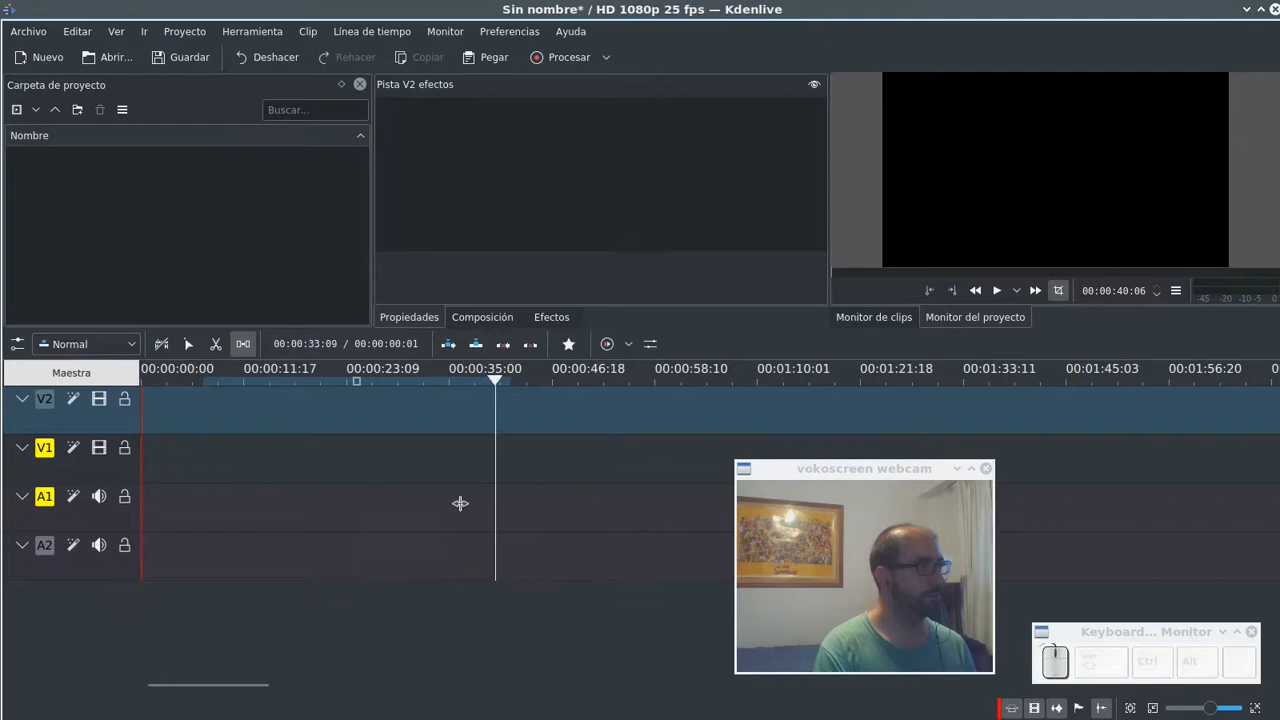 Sin nombre* / HD 1080p 25 fps — Kdenlive
Archivo Editar Ver Ir Proyecto Herramienta Clip Línea de tiempo Monitor Preferencias Ayuda
Nuevo Abrir... Guardar Deshacer Rehacer Copiar Pegar Procesar
Carpeta de proyecto
Pista V2 efectos
Buscar...
Nombre
00:00:40:06
-45 -20 -10 -5 0
Propiedades Composición Efectos
Monitor de clips Monitor del proyecto
Normal
00:00:33:09 / 00:00:00:01
Maestra
00:00:00:00 00:00:11:17 00:00:23:09 00:00:35:00 00:00:46:18 00:00:58:10 00:01:10:01 00:01:21:18 00:01:33:11 00:01:45:03 00:01:56:20
V2
V1
A1
A2
vokoscreen webcam
Keyboard... Monitor
Ctrl Alt